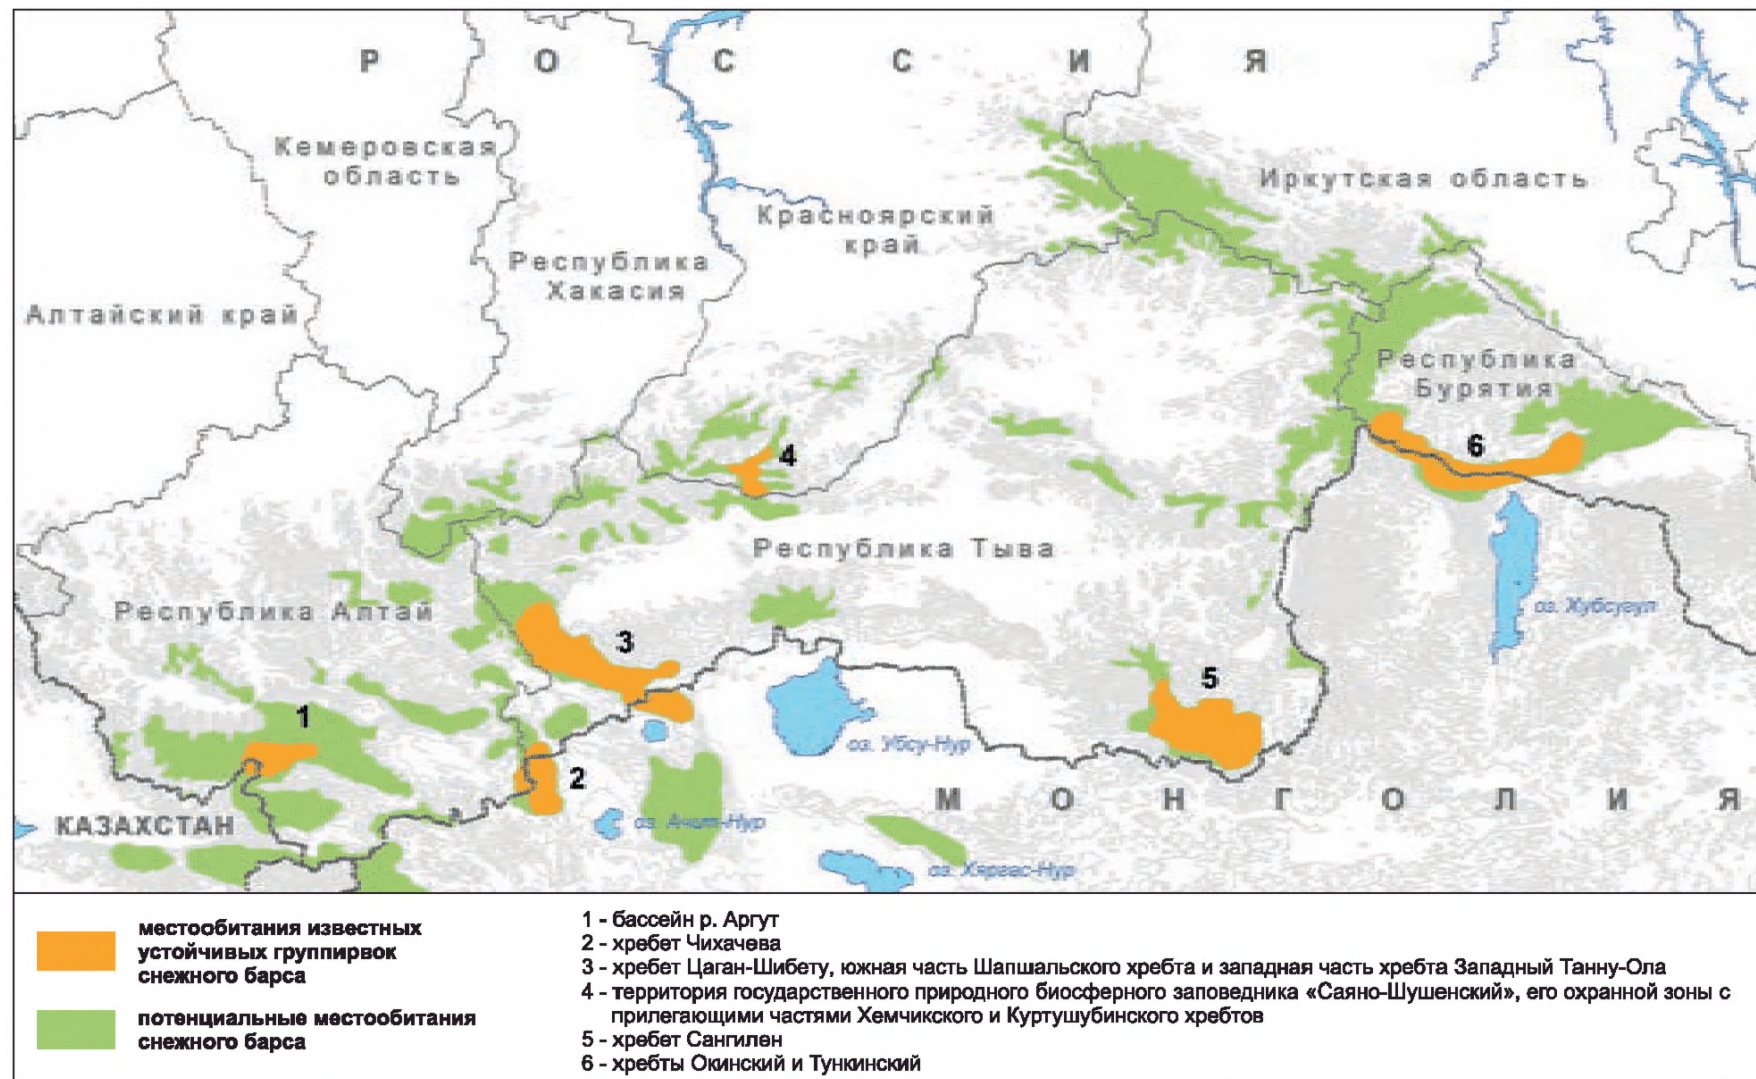 Р О С С И Я
Кемеровская
область
Иркутская область
Красноярский
край
Республика
Хакасия
Алтайский край
Республика
Бурятия
4
6
Республика Тыва
Республика Алтай
оз. Хубсугул
3
5
1
оз. Убсу-Нур
2
М О Н Г О Л И Я
КАЗАХСТАН
оз. Ачит-Нур
оз. Хяргас-Нур
местообитания известных
устойчивых группирвок
снежного барса
потенциальные местообитания
снежного барса
1 - бассейн р. Аргут
2 - хребет Чихачева
3 - хребет Цаган-Шибету, южная часть Шапшальского хребта и западная часть хребта Западный Танну-Ола
4 - территория государственного природного биосферного заповедника «Саяно-Шушенский», его охранной зоны с
прилегающими частями Хемчикского и Куртушубинского хребтов
5 - хребет Сангилен
6 - хребты Окинский и Тункинский